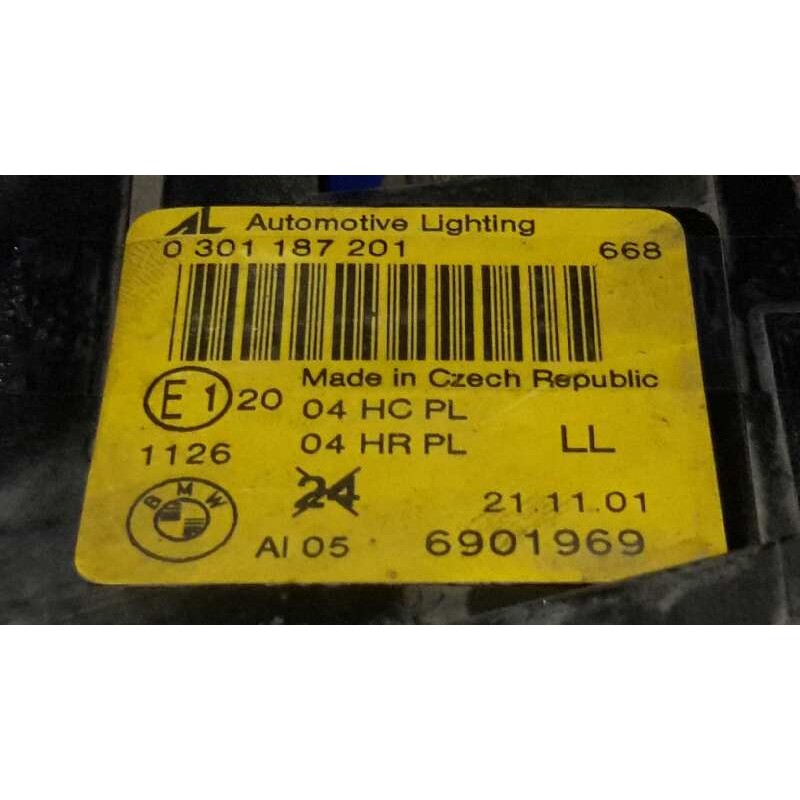 AL Automotive Lighting
0 301 187 201 668
Made in Czech Republic
E1 20 04 HC PL
1126 04 HR PL LL
24 21.11.01
BMW AI 05 6901969